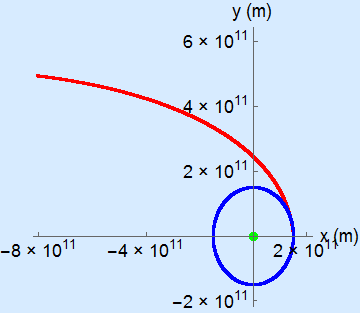 y (m)
6 × 10¹¹
4 × 10¹¹
2 × 10¹¹
x (m)
−8 × 10¹¹
−4 × 10¹¹
2 × 10¹¹
−2 × 10¹¹